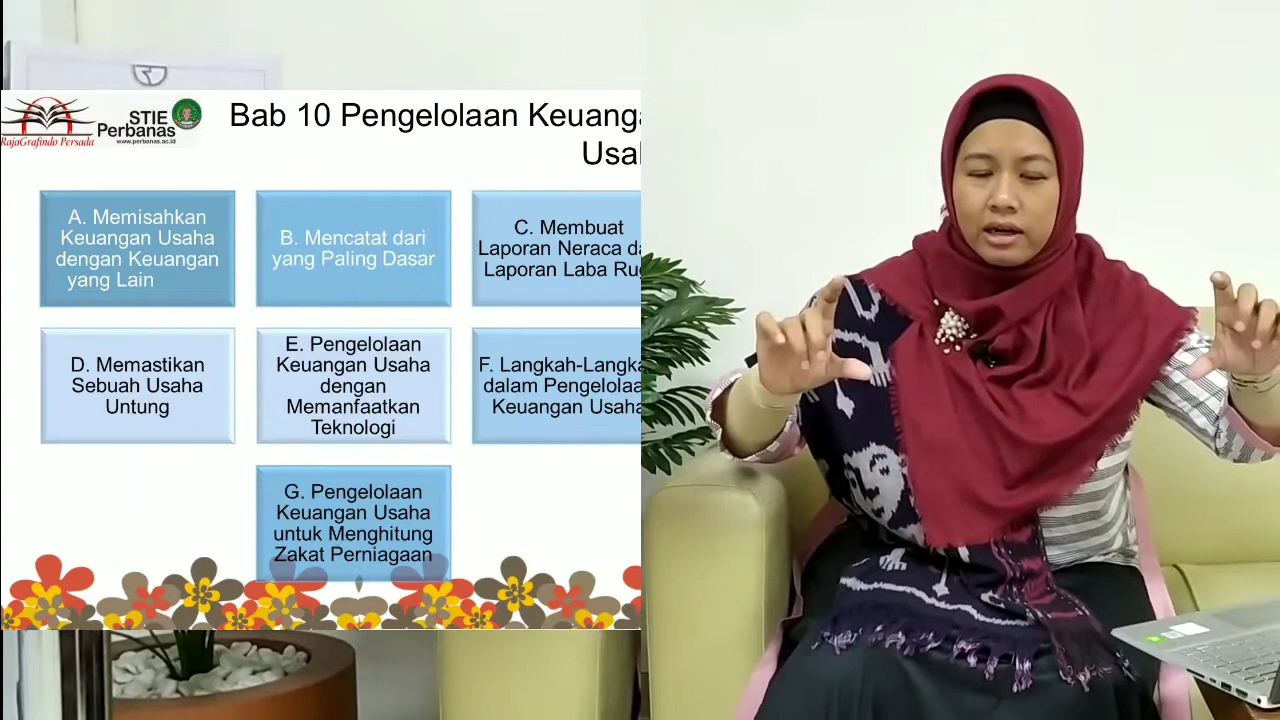 RajaGrafindo Persada
STIE
Perbanas
www.perbanas.ac.id
Bab 10 Pengelolaan Keuanga
Usal
A. Memisahkan
Keuangan Usaha
dengan Keuangan
yang Lain
B. Mencatat dari
yang Paling Dasar
C. Membuat
Laporan Neraca da
Laporan Laba Rug
D. Memastikan
Sebuah Usaha
Untung
E. Pengelolaan
Keuangan Usaha
dengan
Memanfaatkan
Teknologi
F. Langkah-Langka
dalam Pengelolaa
Keuangan Usaha
G. Pengelolaan
Keuangan Usaha
untuk Menghitung
Zakat Perniagaan